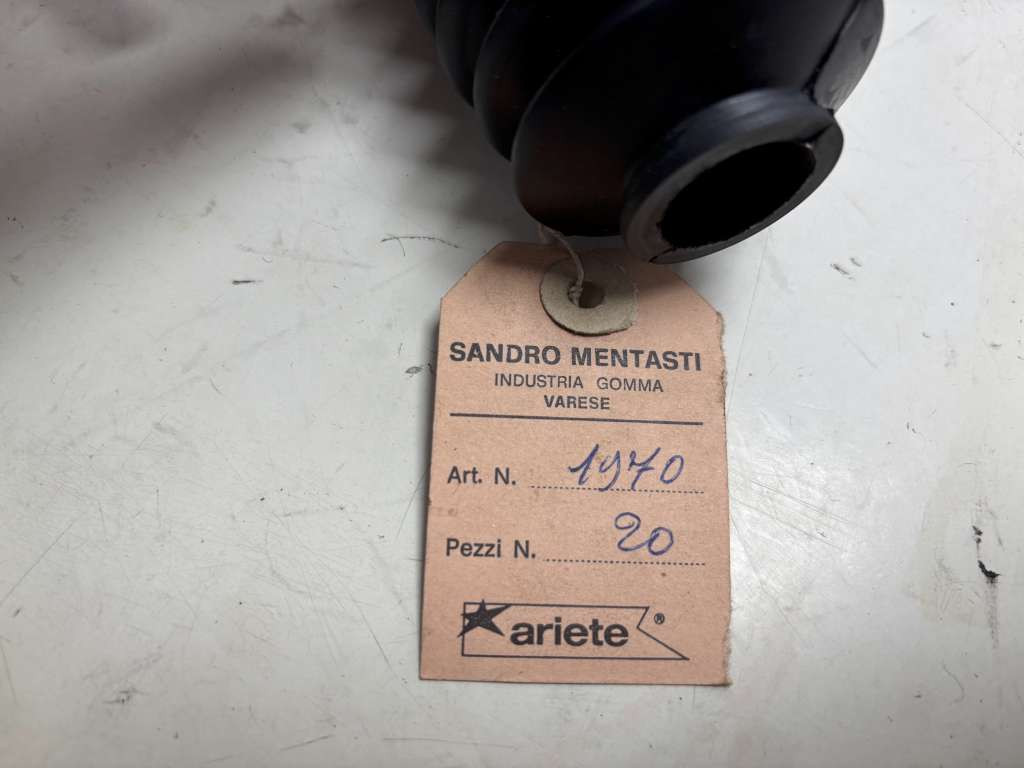 SANDRO MENTASTI
INDUSTRIA GOMMA
VARESE
Art. N. 1970
Pezzi N. 20
ariete ®